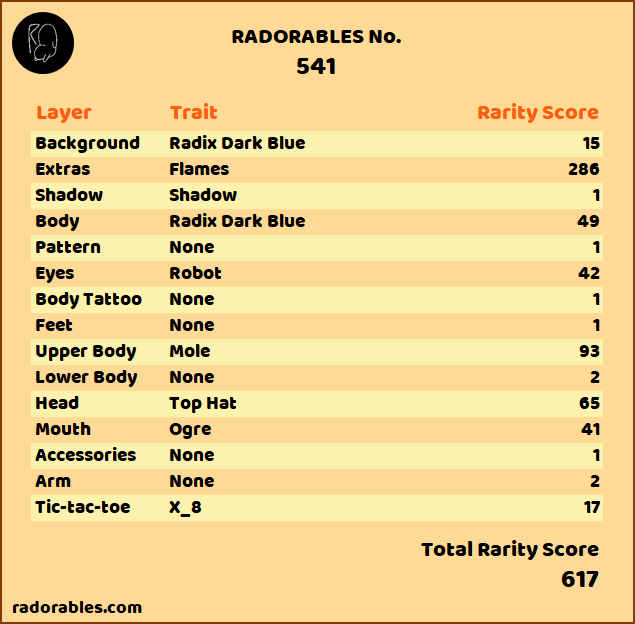 RADORABLES No.
541
Layer Trait Rarity Score
Background Radix Dark Blue 15
Extras Flames 286
Shadow Shadow 1
Body Radix Dark Blue 49
Pattern None 1
Eyes Robot 42
Body Tattoo None 1
Feet None 1
Upper Body Mole 93
Lower Body None 2
Head Top Hat 65
Mouth Ogre 41
Accessories None 1
Arm None 2
Tic-tac-toe X_8 17
Total Rarity Score
617
radorables.com